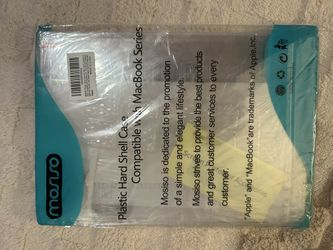 mosiso
Plastic Hard Shell Case
Compatible with MacBook Series
Mosiso is dedicated to the promotion
of a simple and elegant lifestyle.
Mosiso strives to provide the best products
and great customer services to every
customer.
"Apple" and "MacBook"are trademarks of Apple,Inc.